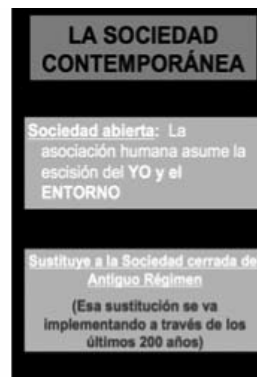 LA SOCIEDAD
CONTEMPORÁNEA
Sociedad abierta: La
asociación humana asume la
escisión del YO y el
ENTORNO
Sustituye a la Sociedad cerrada de
Antiguo Régimen
(Esa sustitución se va
implementando a través de los
últimos 200 años)